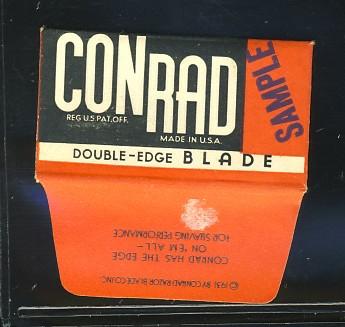 CONRAD
REG U.S PAT. OFF.
MADE IN U.S.A.
SAMPLE
DOUBLE-EDGE BLADE
CONRAD HAS THE EDGE
ON 'EM ALL-
FOR SHAVING PERFORMANCE
© 1931 BY CONRAD RAZOR BLADE CO. INC